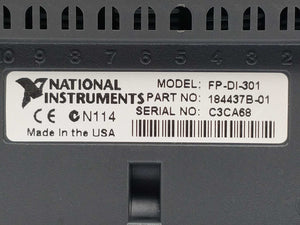 10 9 8 7 6 5 4 3 2
NATIONAL INSTRUMENTS
MODEL: FP-DI-301
PART NO: 184437B-01
SERIAL NO: C3CA68
CE N114
Made in the USA